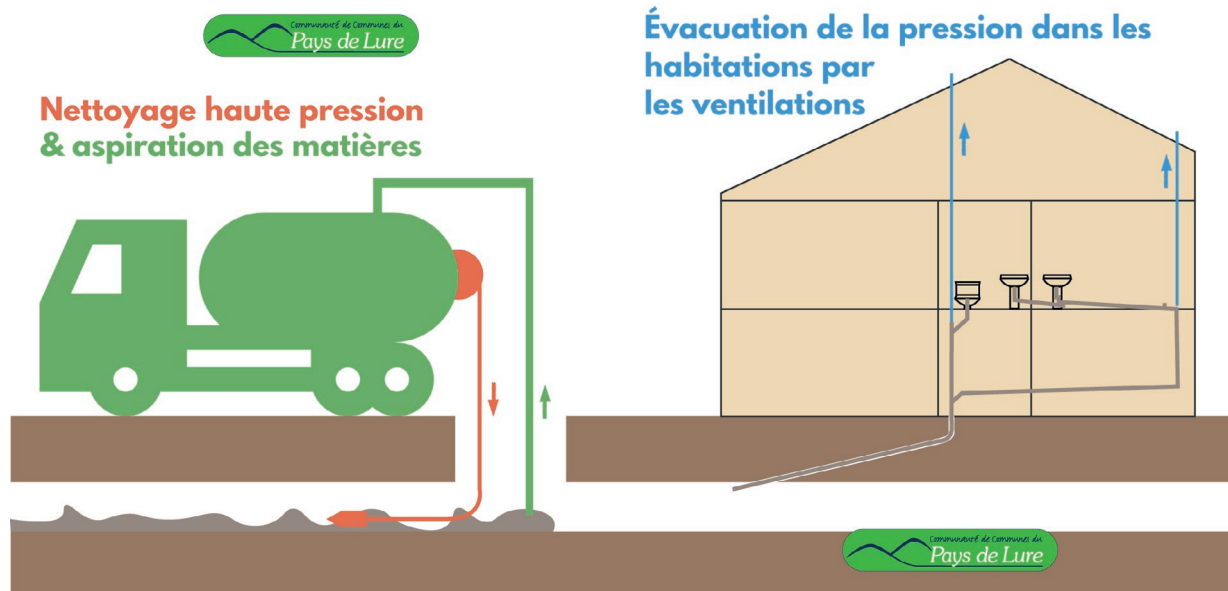 Communauté de Communes du
Pays de Lure
Nettoyage haute pression
& aspiration des matières
Évacuation de la pression dans les
habitations par
les ventilations
Communauté de Communes du
Pays de Lure